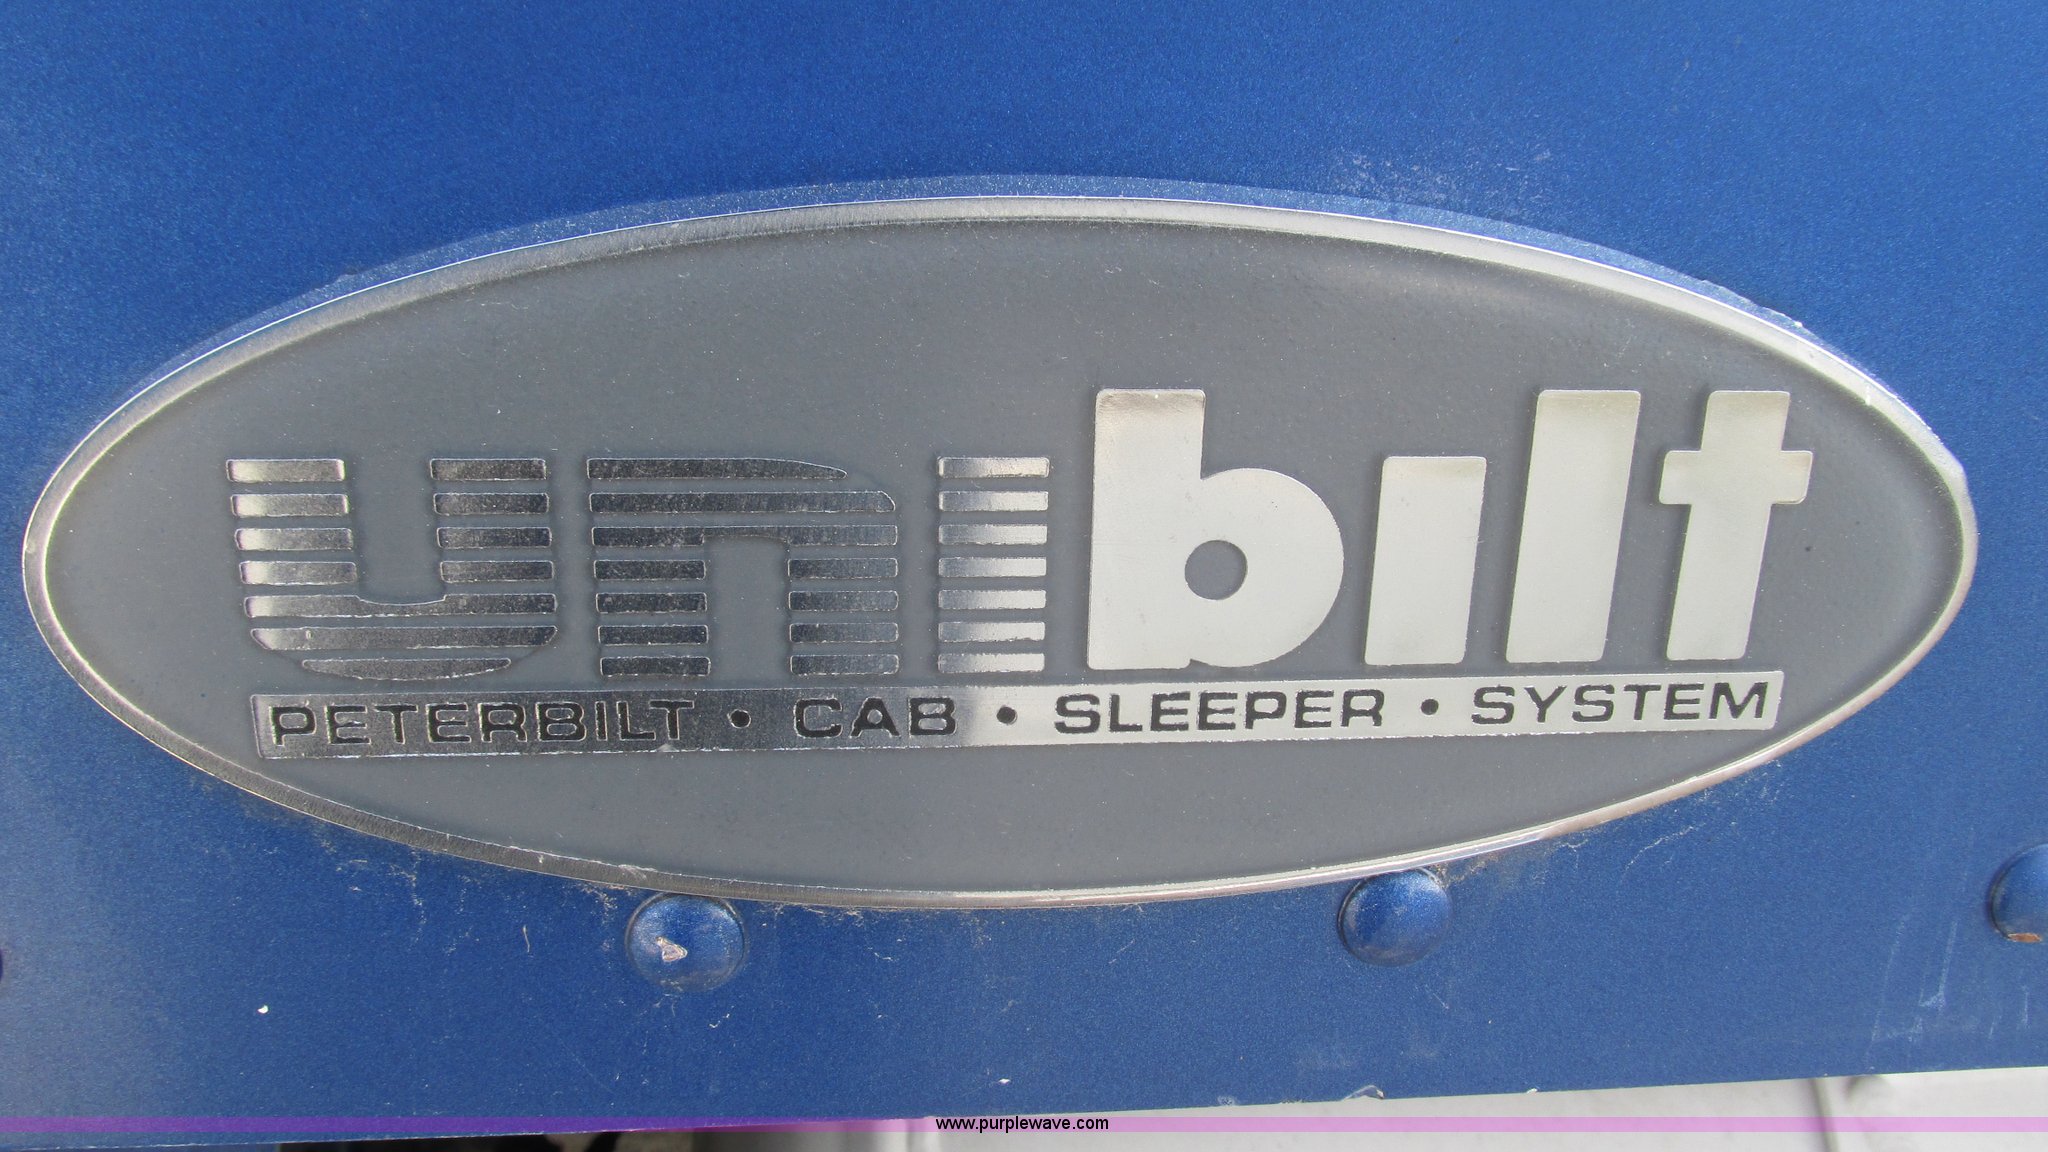 unibilt
PETERBILT • CAB • SLEEPER • SYSTEM
www.purplewave.com